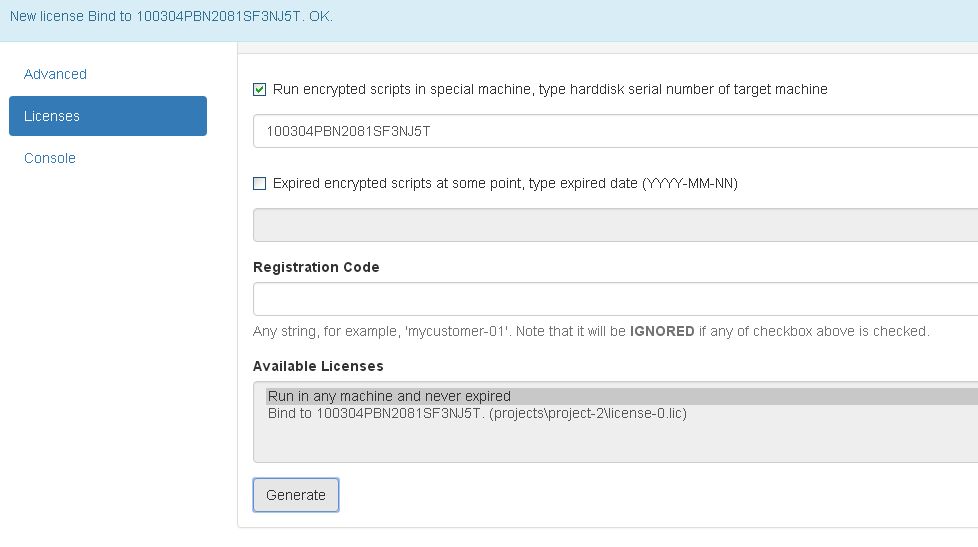 New license Bind to 100304PBN2081SF3NJ5T. OK.
Advanced
Licenses
Console
Run encrypted scripts in special machine, type harddisk serial number of target machine
100304PBN2081SF3NJ5T
Expired encrypted scripts at some point, type expired date (YYYY-MM-NN)
Registration Code
Any string, for example, 'mycustomer-01'. Note that it will be IGNORED if any of checkbox above is checked.
Available Licenses
Run in any machine and never expired
Bind to 100304PBN2081SF3NJ5T. (projects\project-2\license-0.lic)
Generate